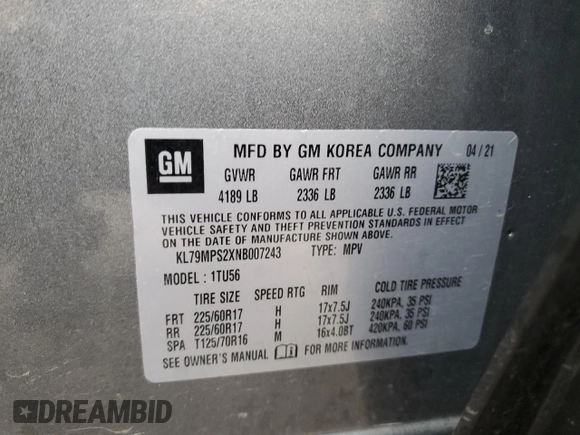 GM
MFD BY GM KOREA COMPANY 04 / 21
GVWR GAWR FRT GAWR RR
4189 LB 2336 LB 2336 LB
THIS VEHICLE CONFORMS TO ALL APPLICABLE U.S. FEDERAL MOTOR
VEHICLE SAFETY AND THEFT PREVENTION STANDARDS IN EFFECT
ON THE DATE OF MANUFACTURE SHOWN ABOVE.
KL79MPS2XNB007243 TYPE: MPV
MODEL : 1TU56
TIRE SIZE SPEED RTG RIM COLD TIRE PRESSURE
FRT 225/60R17 H 17x7.5J 240KPA, 35 PSI
RR 225/60R17 H 17x7.5J 240KPA, 35 PSI
SPA T125/70R16 M 16x4.0BT 420KPA, 60 PSI
SEE OWNER'S MANUAL i FOR MORE INFORMATION.
DREAMBID